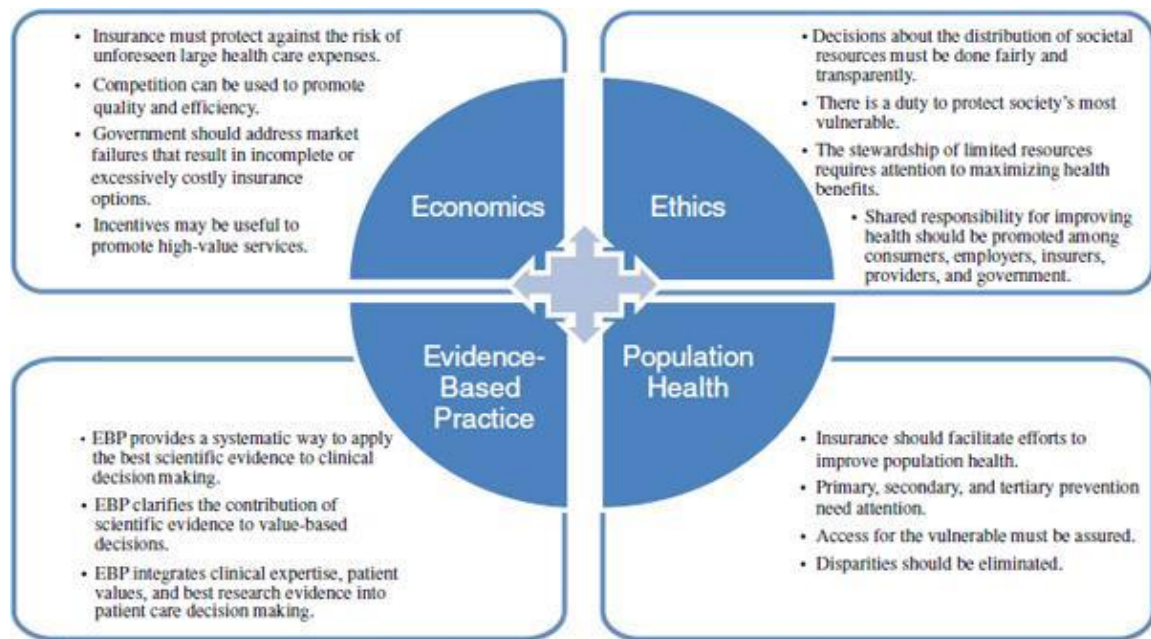 • Insurance must protect against the risk of
unforeseen large health care expenses.
• Competition can be used to promote
quality and efficiency.
• Government should address market
failures that result in incomplete or
excessively costly insurance
options.
• Incentives may be useful to
promote high-value services.
Economics
• Decisions about the distribution of societal
resources must be done fairly and
transparently.
• There is a duty to protect society's most
vulnerable.
• The stewardship of limited resources
requires attention to maximizing health
benefits.
• Shared responsibility for improving
health should be promoted among
consumers, employers, insurers,
providers, and government.
Ethics
Evidence-
Based
Practice
• EBP provides a systematic way to apply
the best scientific evidence to clinical
decision making.
• EBP clarifies the contribution of
scientific evidence to value-based
decisions.
• EBP integrates clinical expertise, patient
values, and best research evidence into
patient care decision making.
Population
Health
• Insurance should facilitate efforts to
improve population health.
• Primary, secondary, and tertiary prevention
need attention.
• Access for the vulnerable must be assured.
• Disparities should be eliminated.